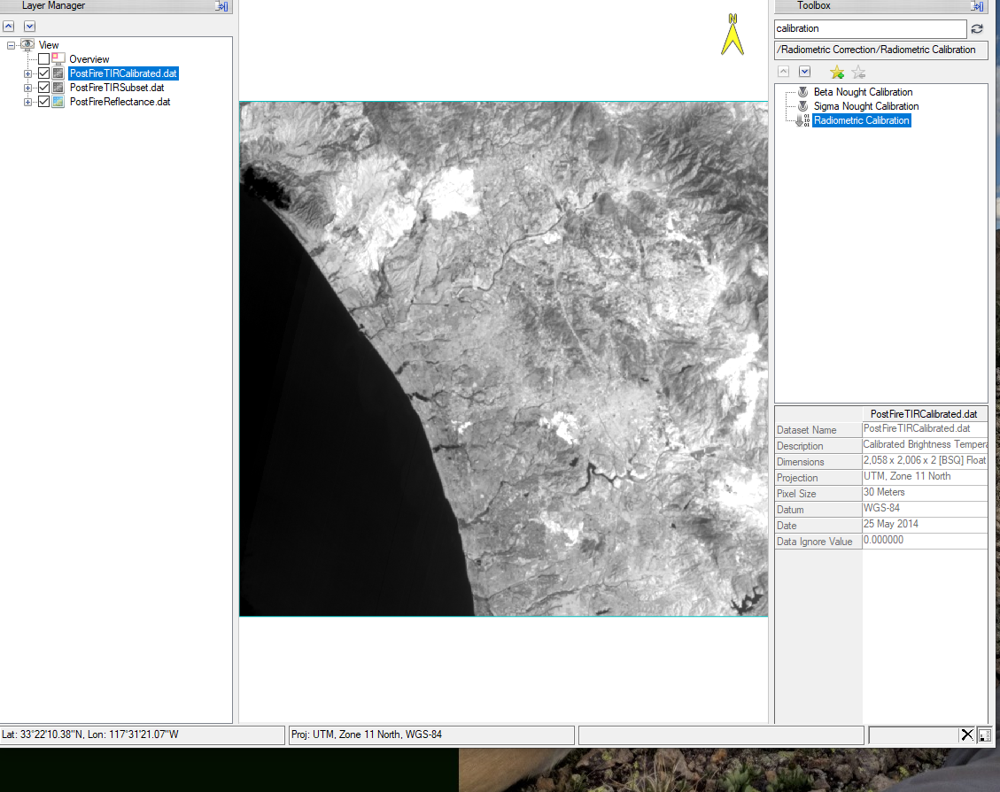 Layer Manager
View
Overview
PostFireTIRCalibrated.dat
PostFireTIRSubset.dat
PostFireReflectance.dat
N
Toolbox
calibration
/Radiometric Correction/Radiometric Calibration
Beta Nought Calibration
Sigma Nought Calibration
Radiometric Calibration
PostFireTIRCalibrated.dat
Dataset Name PostFireTIRCalibrated.dat
Description Calibrated Brightness Tempera
Dimensions 2,058 x 2,006 x 2 [BSQ] Float
Projection UTM, Zone 11 North
Pixel Size 30 Meters
Datum WGS-84
Date 25 May 2014
Data Ignore Value 0.000000
Lat: 33°22'10.38"N, Lon: 117°31'21.07"W
Proj: UTM, Zone 11 North, WGS-84